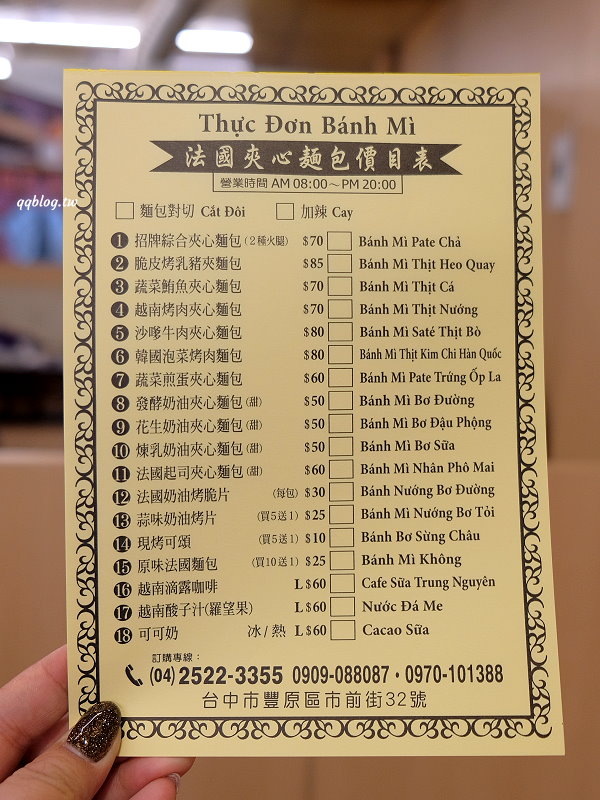 Thực Đơn Bánh Mì
法國夾心麵包價目表
營業時間 AM 08:00～PM 20:00
qqblog.tw
麵包對切 Cắt Đôi 加辣 Cay
1 招牌綜合夾心麵包(2種火腿) $70 Bánh Mì Pate Chả
2 脆皮烤乳豬夾麵包 $85 Bánh Mì Thịt Heo Quay
3 蔬菜鮪魚夾心麵包 $70 Bánh Mì Thịt Cá
4 越南烤肉夾心麵包 $70 Bánh Mì Thịt Nướng
5 沙嗲牛肉夾心麵包 $80 Bánh Mì Saté Thịt Bò
6 韓國泡菜烤肉麵包 $80 Bánh Mì Thịt Kim Chi Hàn Quốc
7 蔬菜煎蛋夾心麵包 $60 Bánh Mì Pate Trứng Ốp La
8 發酵奶油夾心麵包(甜) $50 Bánh Mì Bơ Đường
9 花生奶油夾心麵包(甜) $50 Bánh Mì Bơ Đậu Phộng
10 煉乳奶油夾心麵包(甜) $50 Bánh Mì Bơ Sữa
11 法國起司夾心麵包(甜) $60 Bánh Mì Nhân Phô Mai
12 法國奶油烤脆片 (每包) $30 Bánh Nướng Bơ Đường
13 蒜味奶油烤片 (買5送1) $25 Bánh Mì Nướng Bơ Tỏi
14 現烤可頌 (買5送1) $10 Bánh Bơ Sừng Châu
15 原味法國麵包 (買10送1) $25 Bánh Mì Không
16 越南滴露咖啡 L $60 Cafe Sữa Trung Nguyên
17 越南酸子汁(羅望果) L $60 Nước Đá Me
18 可可奶 冰/熱 L $60 Cacao Sữa
訂購專線：
(04) 2522-3355 0909-088087・0970-101388
台中市豐原區市前街32號